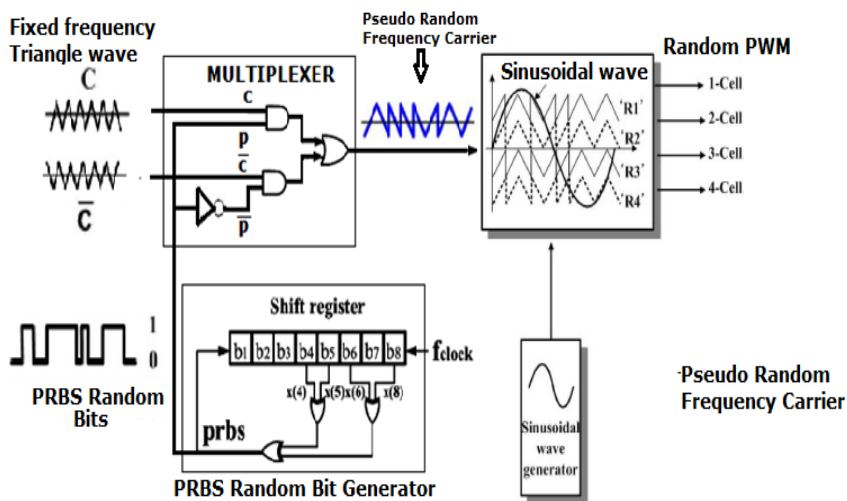 Fixed frequency
Triangle wave
C
C̅
MULTIPLEXER
c
p
c̅
p̅
Pseudo Random
Frequency Carrier
Random PWM
Sinusoidal wave
'R1'
'R2'
'R3'
'R4'
1-Cell
2-Cell
3-Cell
4-Cell
1
0
PRBS Random
Bits
Shift register
b1 b2 b3 b4 b5 b6 b7 b8
fclock
x(4) x(5) x(6) x(8)
prbs
PRBS Random Bit Generator
Sinusoidal
wave
generator
Pseudo Random
Frequency Carrier